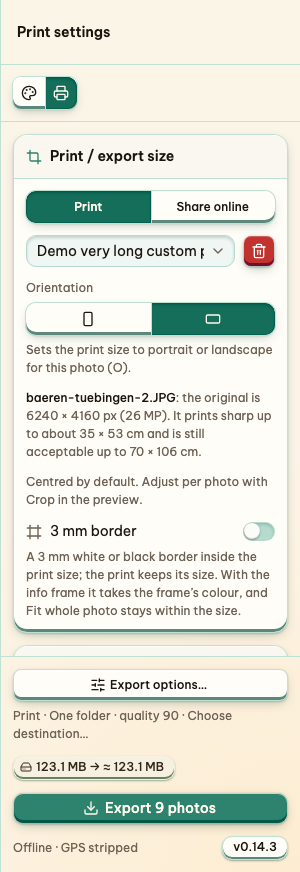 Print settings
Print / export size
Print
Share online
Demo very long custom
Orientation
Sets the print size to portrait or landscape
for this photo (O).
baeren-tuebingen-2.JPG: the original is
6240 × 4160 px (26 MP). It prints sharp up
to about 35 × 53 cm and is still
acceptable up to 70 × 106 cm.
Centred by default. Adjust per photo with
Crop in the preview.
3 mm border
A 3 mm white or black border inside the
print size; the print keeps its size. With the
info frame it takes the frame's colour, and
Fit whole photo stays within the size.
Export options...
Print · One folder · quality 90 · Choose
destination...
123.1 MB → ≈ 123.1 MB
Export 9 photos
Offline · GPS stripped
v0.14.3